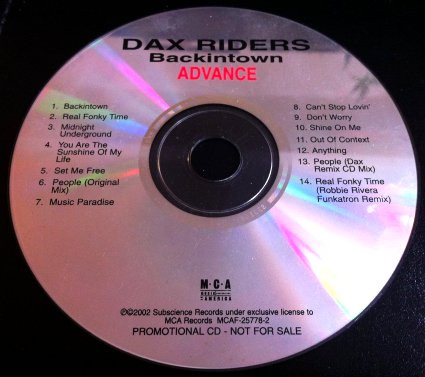 DAX RIDERS
Backintown
ADVANCE
1. Backintown
2. Real Fonky Time
3. Midnight
Underground
4. You Are The
Sunshine Of My
Life
5. Set Me Free
6. People (Original
Mix)
7. Music Paradise
8. Can't Stop Lovin'
9. Don't Worry
10. Shine On Me
11. Out Of Context
12. Anything
13. People (Dax
Remix CD Mix)
14. Real Fonky Time
(Robbie Rivera
Funkatron Remix)
M·C·A
MUSIC
AMERICA
℗©2002 Subscience Records under exclusive license to
MCA Records MCAF-25778-2
PROMOTIONAL CD - NOT FOR SALE